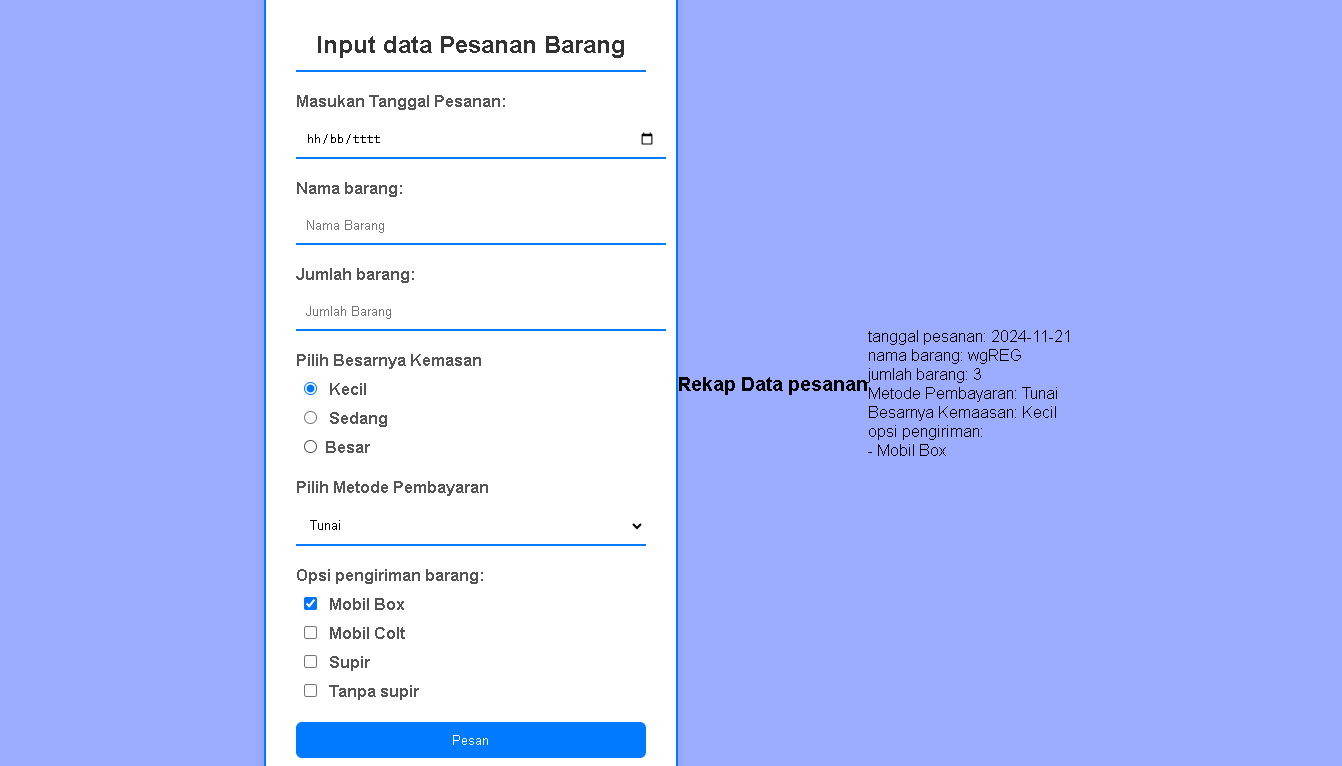 Input data Pesanan Barang
Masukan Tanggal Pesanan:
hh/bb/tttt
Nama barang:
Nama Barang
Jumlah barang:
Jumlah Barang
Pilih Besarnya Kemasan
Kecil
Sedang
Besar
Pilih Metode Pembayaran
Tunai
Opsi pengiriman barang:
Mobil Box
Mobil Colt
Supir
Tanpa supir
Pesan
Rekap Data pesanan
tanggal pesanan: 2024-11-21
nama barang: wgREG
jumlah barang: 3
Metode Pembayaran: Tunai
Besarnya Kemaasan: Kecil
opsi pengiriman:
- Mobil Box